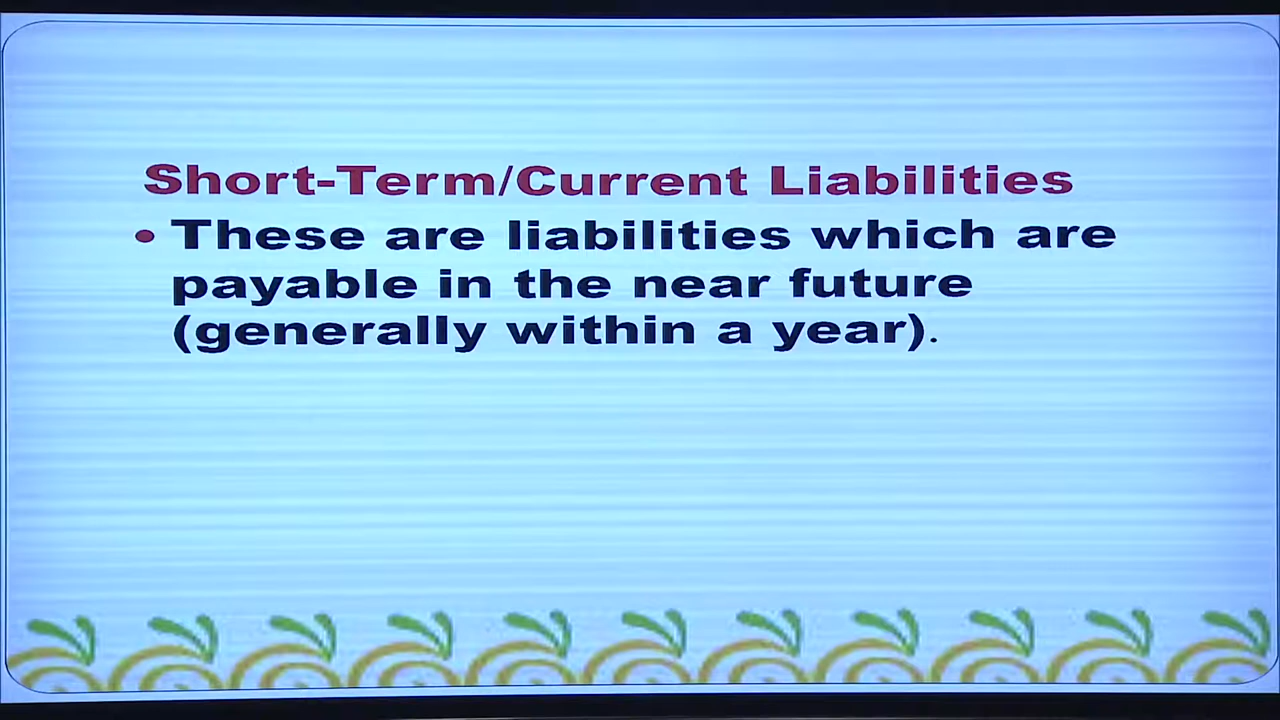 Short-Term/Current Liabilities
• These are liabilities which are
payable in the near future
(generally within a year).